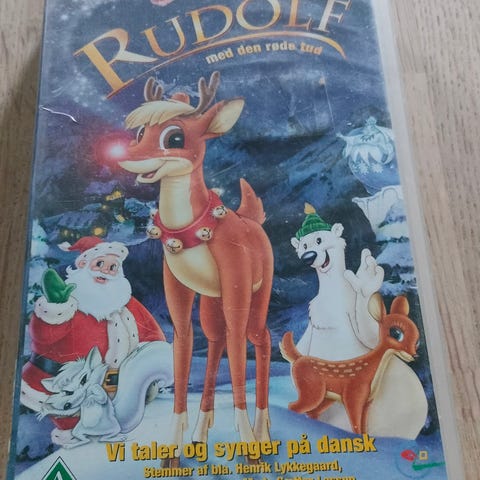 RUDOLF
med den røde tud
Vi taler og synger på dansk
Stemmer af bla. Henrik Lykkegaard,
A